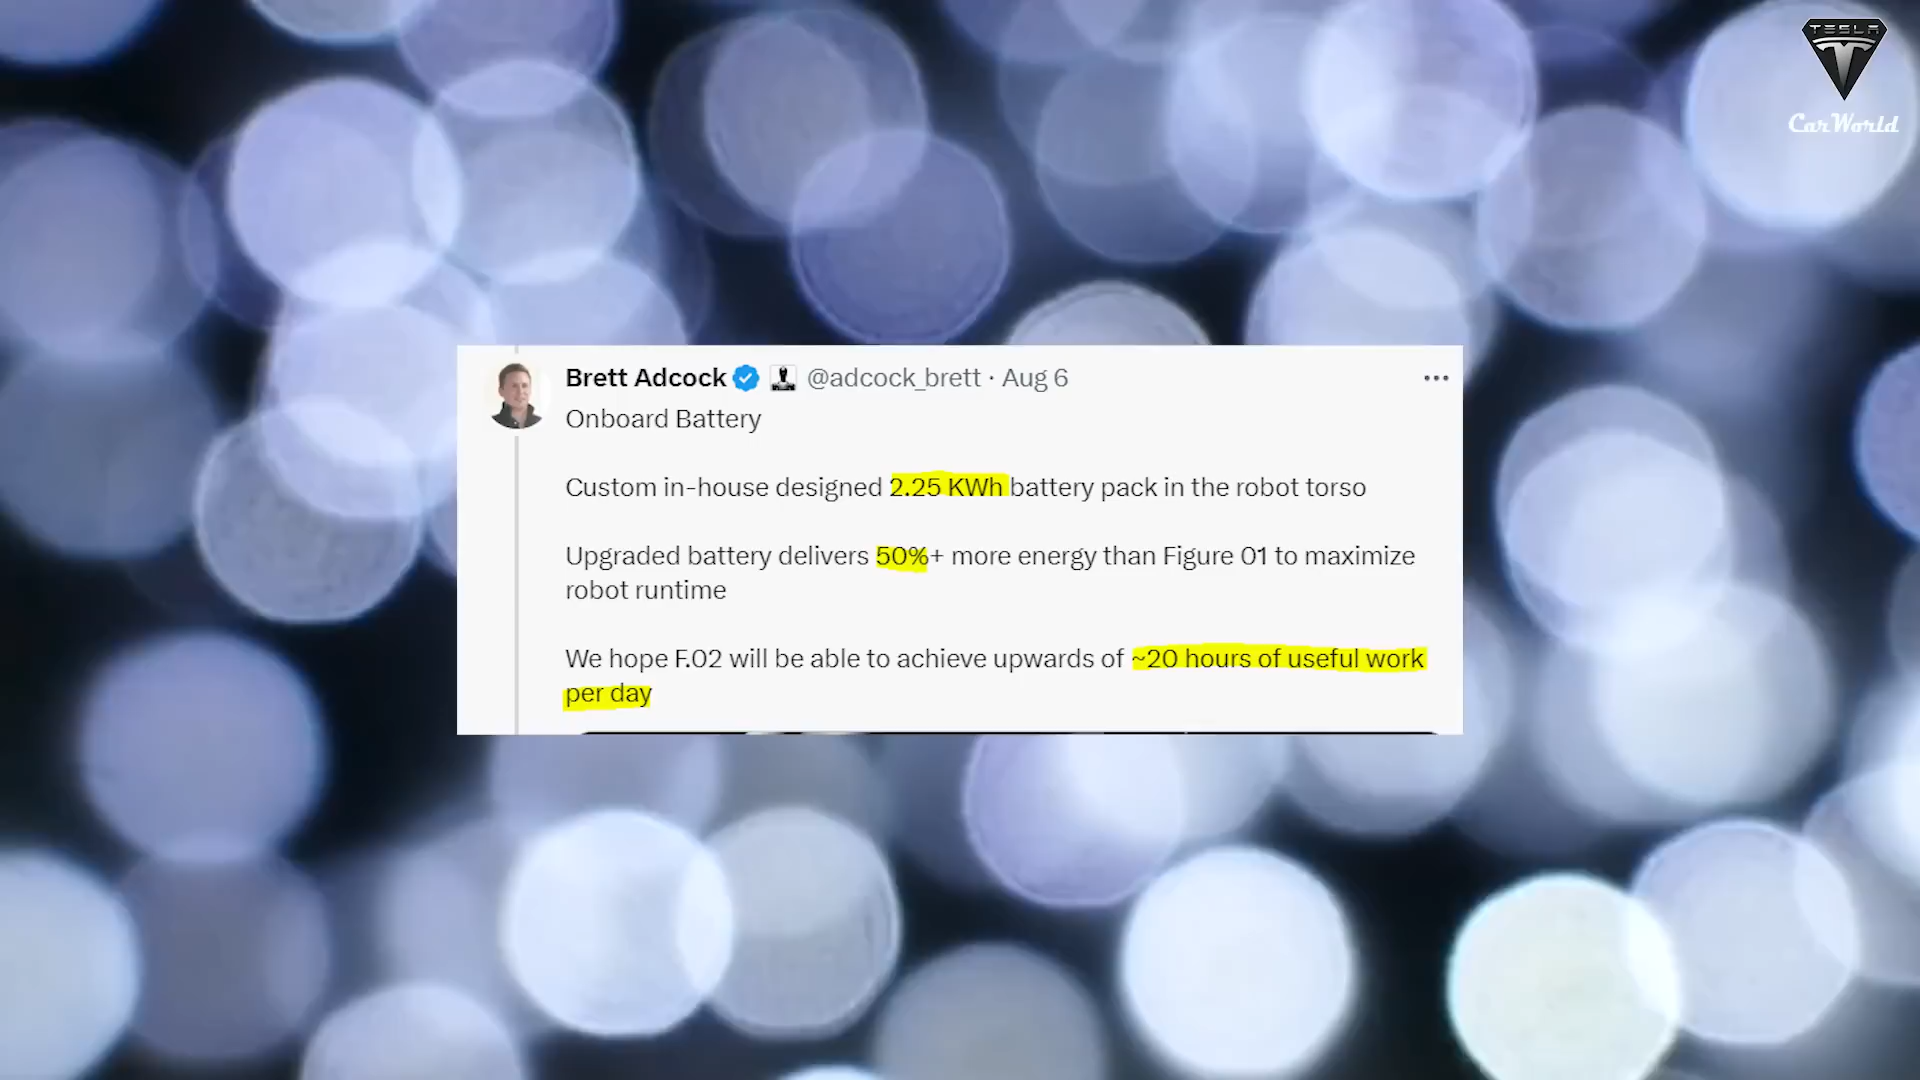 TESLA
CarWorld
Brett Adcock @adcock_brett · Aug 6
Onboard Battery
Custom in-house designed 2.25 KWh battery pack in the robot torso
Upgraded battery delivers 50%+ more energy than Figure 01 to maximize
robot runtime
We hope F.02 will be able to achieve upwards of ~20 hours of useful work
per day